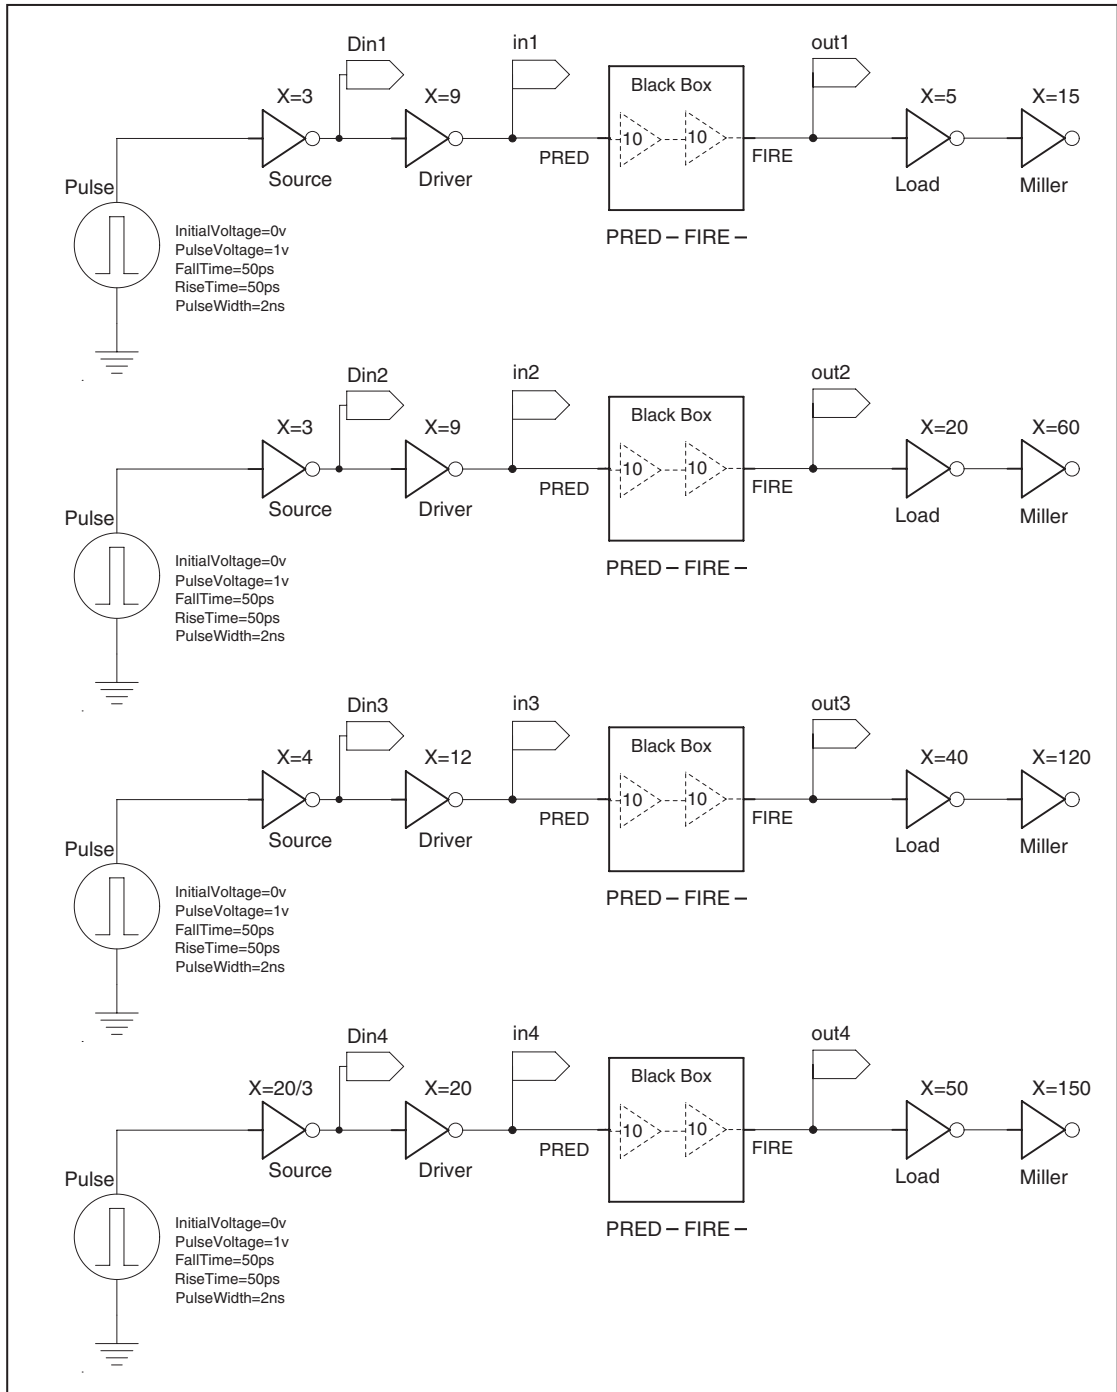 Din1
in1
out1
X=3
X=9
Black Box
X=5
X=15
10
10
PRED
FIRE
Source
Driver
Load
Miller
Pulse
PRED – FIRE –
InitialVoltage=0v
PulseVoltage=1v
FallTime=50ps
RiseTime=50ps
PulseWidth=2ns
Din2
in2
out2
X=3
X=9
Black Box
X=20
X=60
10
10
PRED
FIRE
Source
Driver
Load
Miller
Pulse
PRED – FIRE –
InitialVoltage=0v
PulseVoltage=1v
FallTime=50ps
RiseTime=50ps
PulseWidth=2ns
Din3
in3
out3
X=4
X=12
Black Box
X=40
X=120
10
10
PRED
FIRE
Source
Driver
Load
Miller
Pulse
PRED – FIRE –
InitialVoltage=0v
PulseVoltage=1v
FallTime=50ps
RiseTime=50ps
PulseWidth=2ns
Din4
in4
out4
X=20/3
X=20
Black Box
X=50
X=150
10
10
PRED
FIRE
Source
Driver
Load
Miller
Pulse
PRED – FIRE –
InitialVoltage=0v
PulseVoltage=1v
FallTime=50ps
RiseTime=50ps
PulseWidth=2ns